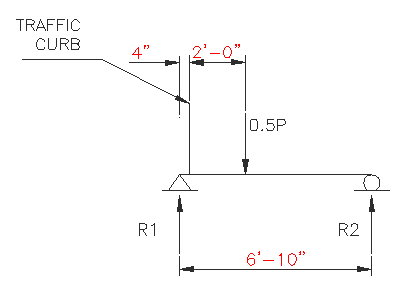 TRAFFIC
CURB
4"
2'-0"
0.5P
R1
R2
6'-10"